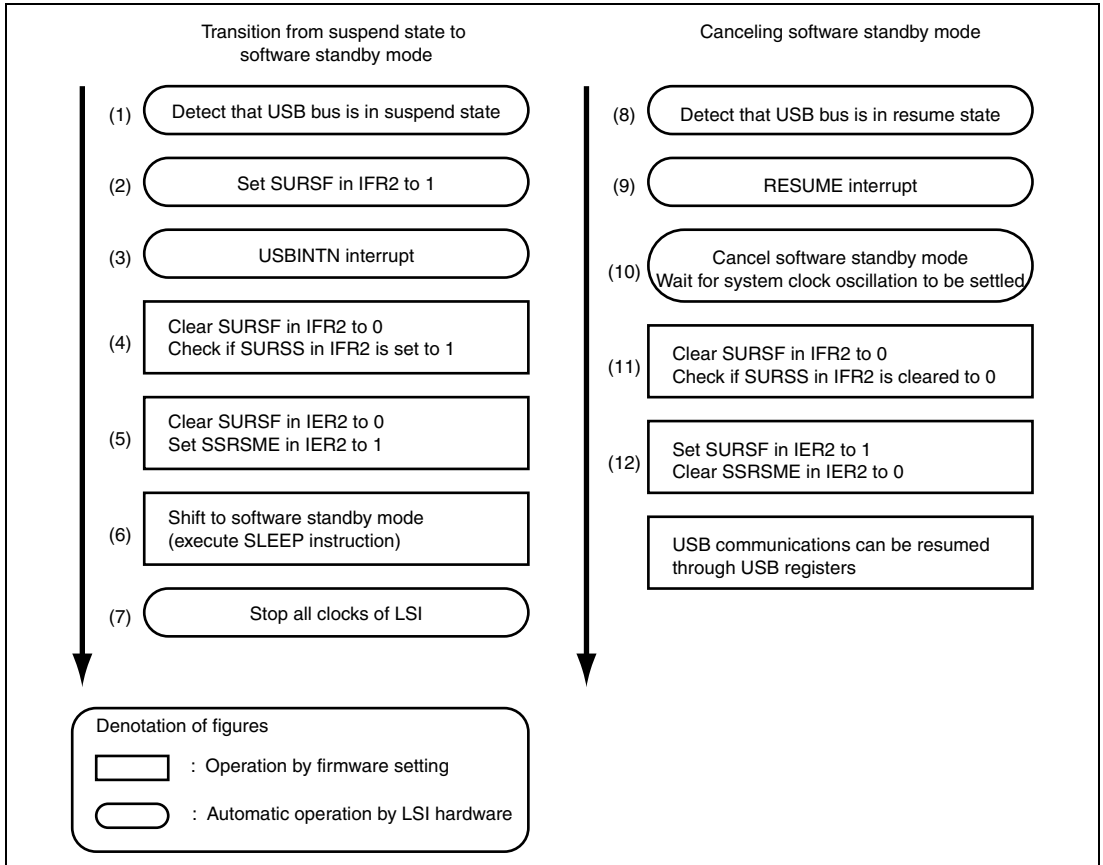 Transition from suspend state to
software standby mode
(1) Detect that USB bus is in suspend state
(2) Set SURSF in IFR2 to 1
(3) USBINTN interrupt
(4) Clear SURSF in IFR2 to 0
Check if SURSS in IFR2 is set to 1
(5) Clear SURSF in IER2 to 0
Set SSRSME in IER2 to 1
(6) Shift to software standby mode
(execute SLEEP instruction)
(7) Stop all clocks of LSI
Canceling software standby mode
(8) Detect that USB bus is in resume state
(9) RESUME interrupt
(10) Cancel software standby mode
Wait for system clock oscillation to be settled
(11) Clear SURSF in IFR2 to 0
Check if SURSS in IFR2 is cleared to 0
(12) Set SURSF in IER2 to 1
Clear SSRSME in IER2 to 0
USB communications can be resumed
through USB registers
Denotation of figures
: Operation by firmware setting
: Automatic operation by LSI hardware